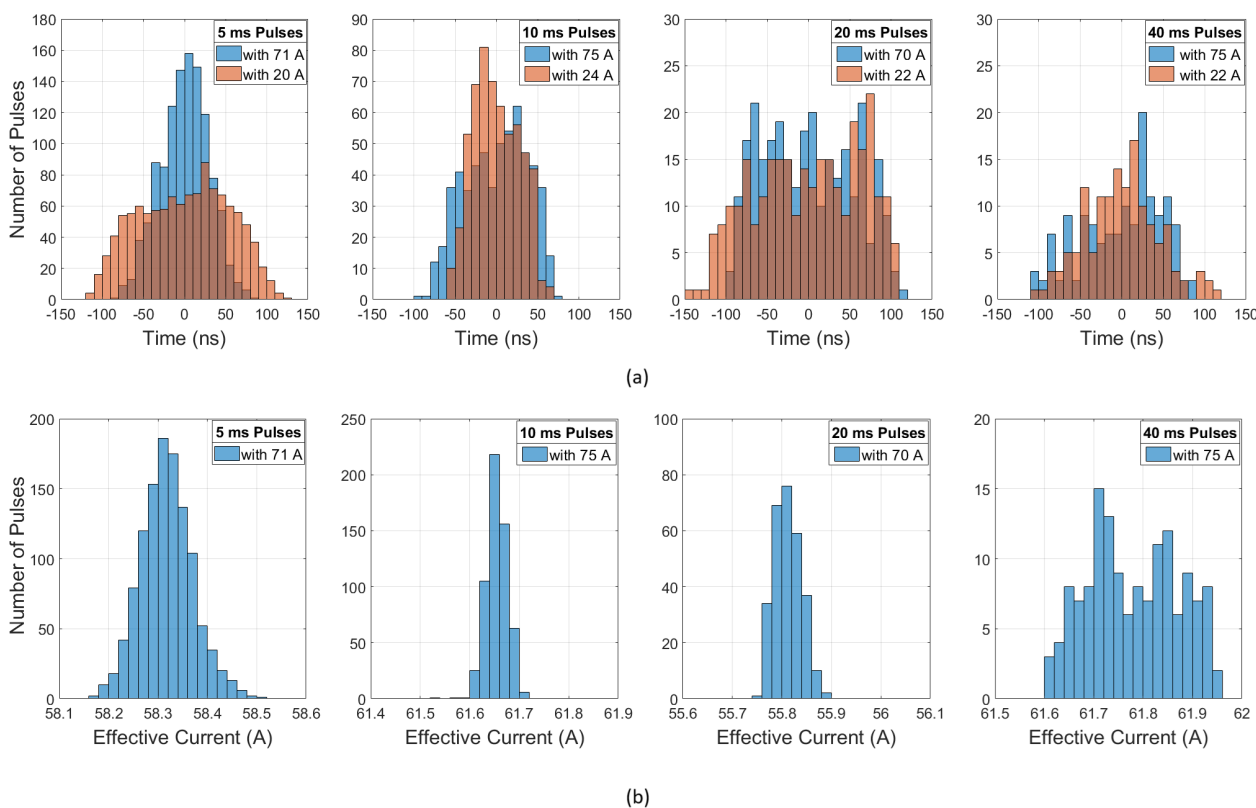 5 ms Pulses
with 71 A
with 20 A
180
160
140
120
100
80
60
40
20
0
-150 -100 -50 0 50 100 150
Number of Pulses
Time (ns)
10 ms Pulses
with 75 A
with 24 A
90
80
70
60
50
40
30
20
10
0
-150 -100 -50 0 50 100 150
Time (ns)
20 ms Pulses
with 70 A
with 22 A
30
25
20
15
10
5
0
-150 -100 -50 0 50 100 150
Time (ns)
40 ms Pulses
with 75 A
with 22 A
30
25
20
15
10
5
0
-150 -100 -50 0 50 100 150
Time (ns)
(a)
5 ms Pulses
with 71 A
200
150
100
50
0
58.1 58.2 58.3 58.4 58.5 58.6
Number of Pulses
Effective Current (A)
10 ms Pulses
with 75 A
250
200
150
100
50
0
61.4 61.5 61.6 61.7 61.8 61.9
Effective Current (A)
20 ms Pulses
with 70 A
100
80
60
40
20
0
55.6 55.7 55.8 55.9 56 56.1
Effective Current (A)
40 ms Pulses
with 75 A
20
15
10
5
0
61.5 61.6 61.7 61.8 61.9 62
Effective Current (A)
(b)